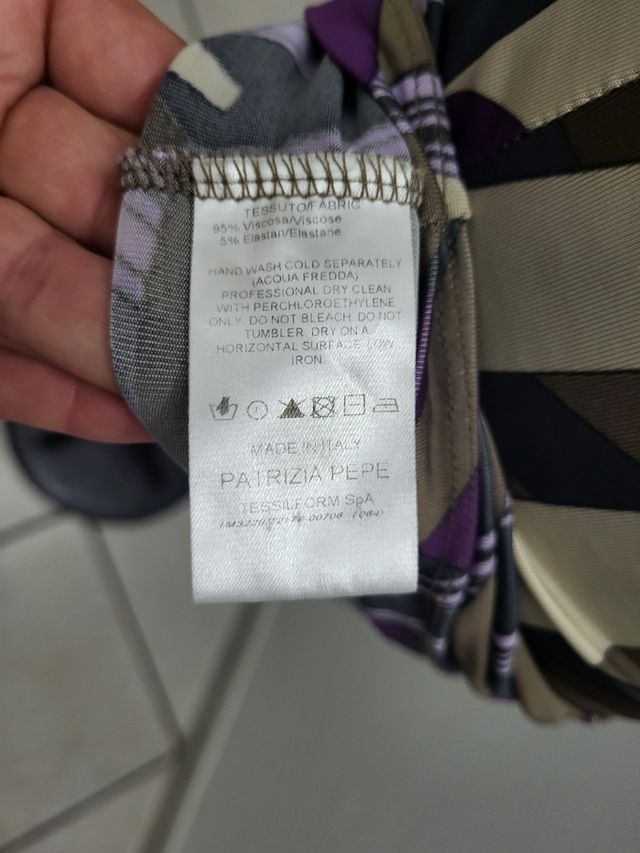 TESSUTO/FABRIC
95% Viscosa/Viscose
5% Elastan/Elastane
HAND WASH COLD SEPARATELY
(ACQUA FREDDA)
PROFESSIONAL DRY CLEAN
WITH PERCHLOROETHYLENE
ONLY. DO NOT BLEACH. DO NOT
TUMBLER. DRY ON A
HORIZONTAL SURFACE. LOW
IRON.
MADE IN ITALY
PATRIZIA PEPE
TESSILFORM SpA